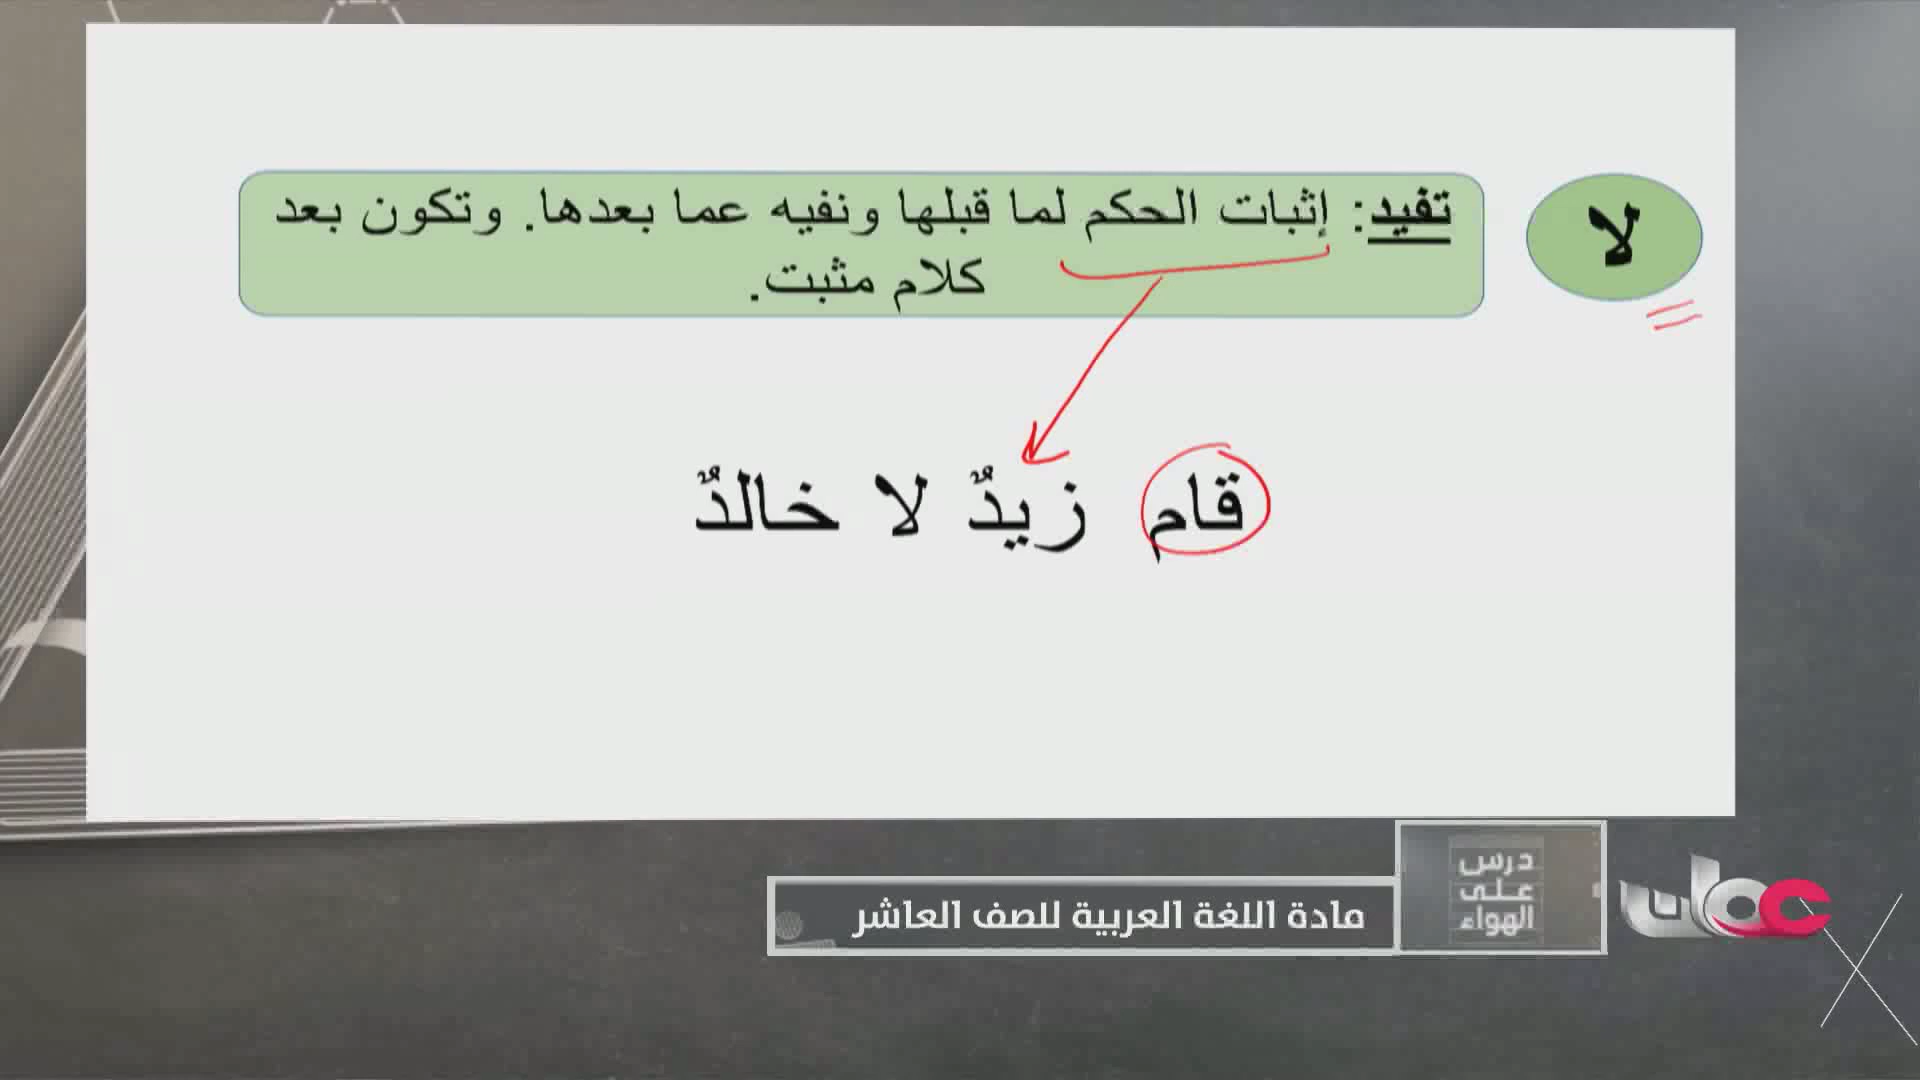 لا
تفيد: إثبات الحكم لما قبلها ونفيه عما بعدها. وتكون بعد
كلام مثبت.
قام زيدٌ لا خالدٌ
درس
على
الهواء
مادة اللغة العربية للصف العاشر
عمان